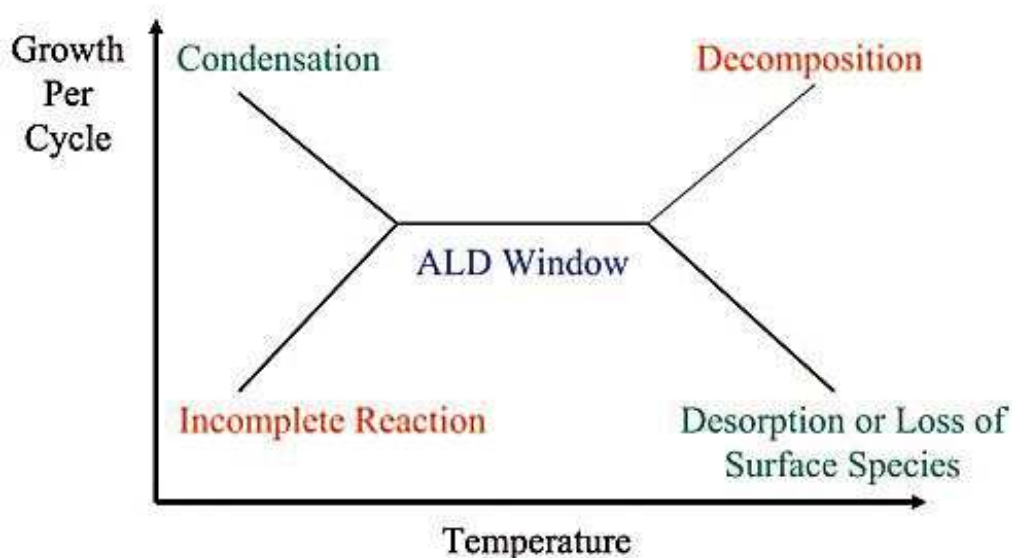 Growth
Per
Cycle
Condensation
Decomposition
ALD Window
Incomplete Reaction
Desorption or Loss of
Surface Species
Temperature